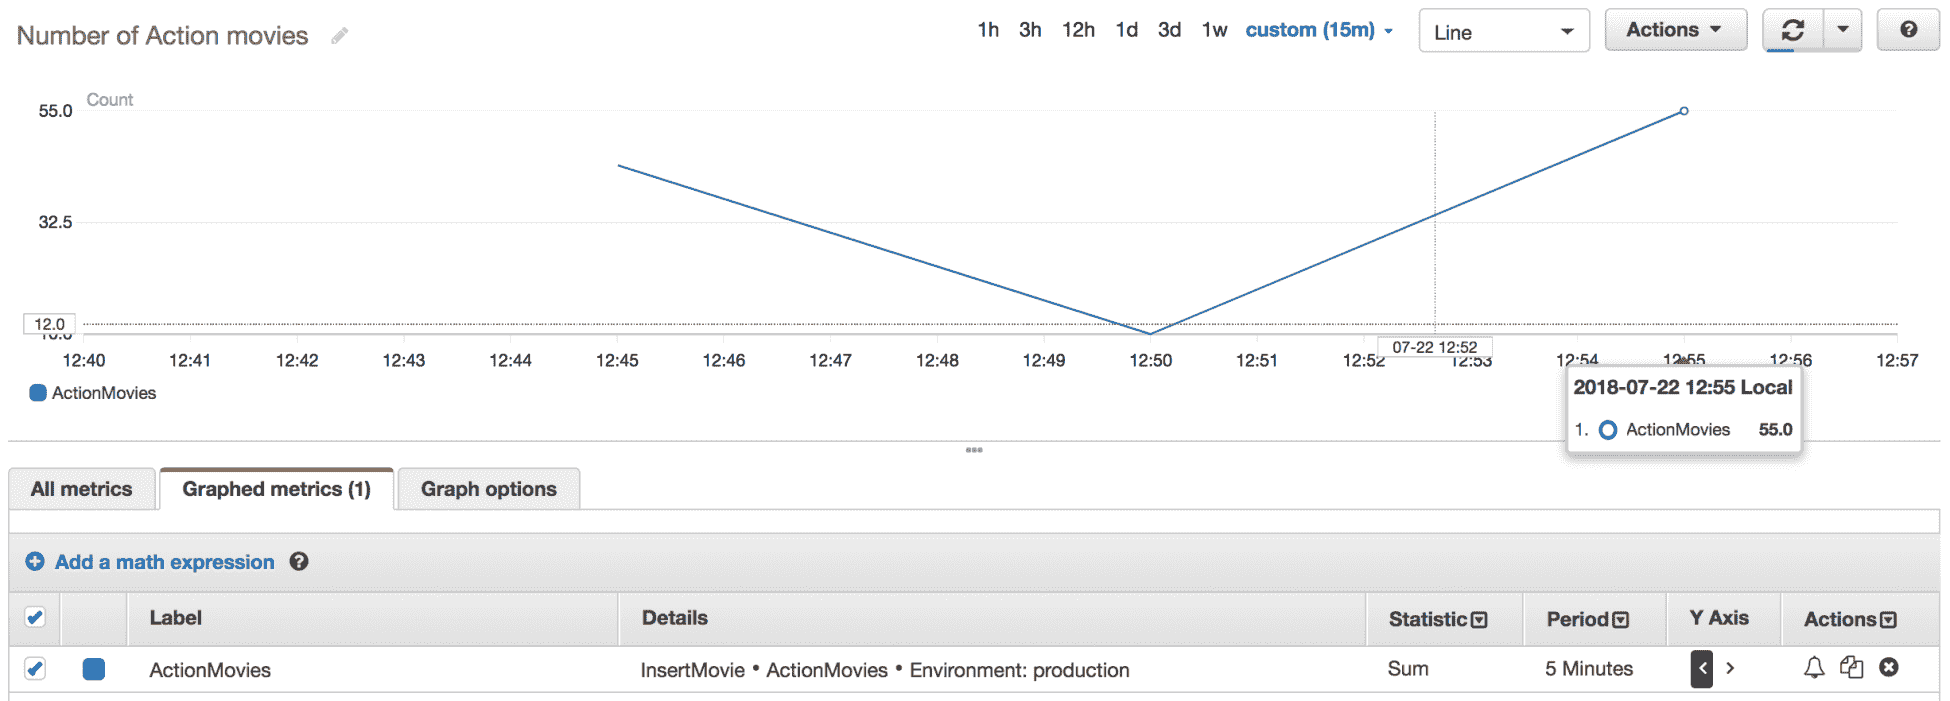 Number of Action movies
1h 3h 12h 1d 3d 1w custom (15m) Line Actions
Count
55.0
32.5
12.0
12:40 12:41 12:42 12:43 12:44 12:45 12:46 12:47 12:48 12:49 12:50 12:51 12:52 07-22 12:52 12:53 12:54 12:55 12:56 12:57
ActionMovies
2018-07-22 12:55 Local
1. ActionMovies 55.0
All metrics Graphed metrics (1) Graph options
Add a math expression ?
Label Details Statistic Period Y Axis Actions
ActionMovies InsertMovie • ActionMovies • Environment: production Sum 5 Minutes < >